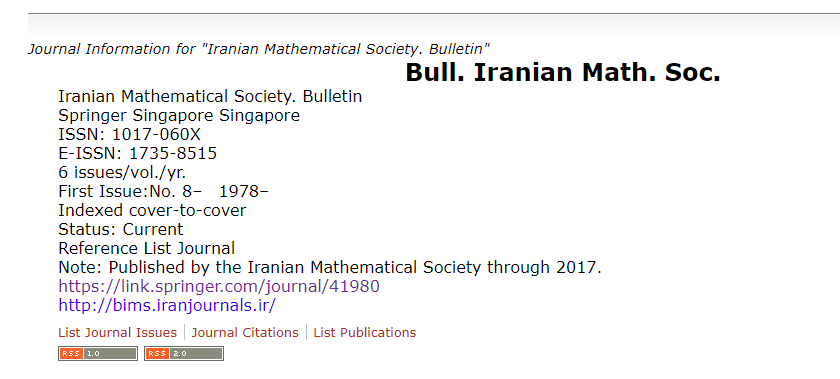 Journal Information for "Iranian Mathematical Society. Bulletin"
Bull. Iranian Math. Soc.
Iranian Mathematical Society. Bulletin
Springer Singapore Singapore
ISSN: 1017-060X
E-ISSN: 1735-8515
6 issues/vol./yr.
First Issue:No. 8– 1978–
Indexed cover-to-cover
Status: Current
Reference List Journal
Note: Published by the Iranian Mathematical Society through 2017.
https://link.springer.com/journal/41980
http://bims.iranjournals.ir/
List Journal Issues | Journal Citations | List Publications
RSS 1.0 RSS 2.0